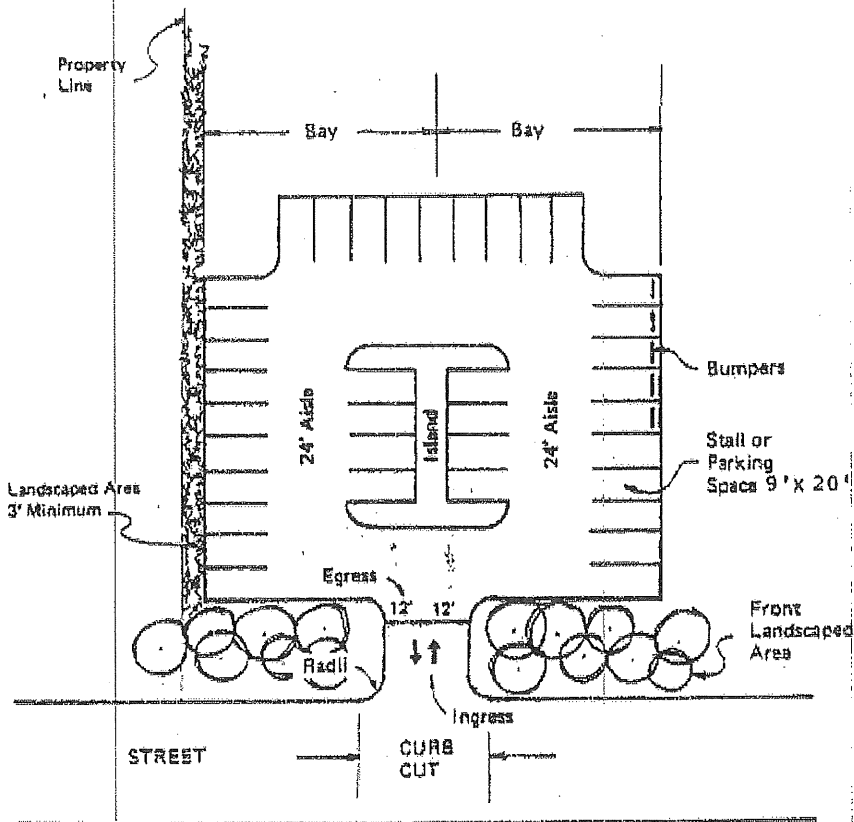 Property
Line
Bay
Bay
Bumpers
24' Aisle
Island
24' Aisle
Stall or
Parking
Space 9' X 20'
Landscaped Area
3' Minimum
Egress
12' 12'
Front
Landscaped
Area
Radii
Ingress
STREET
CURB
CUT